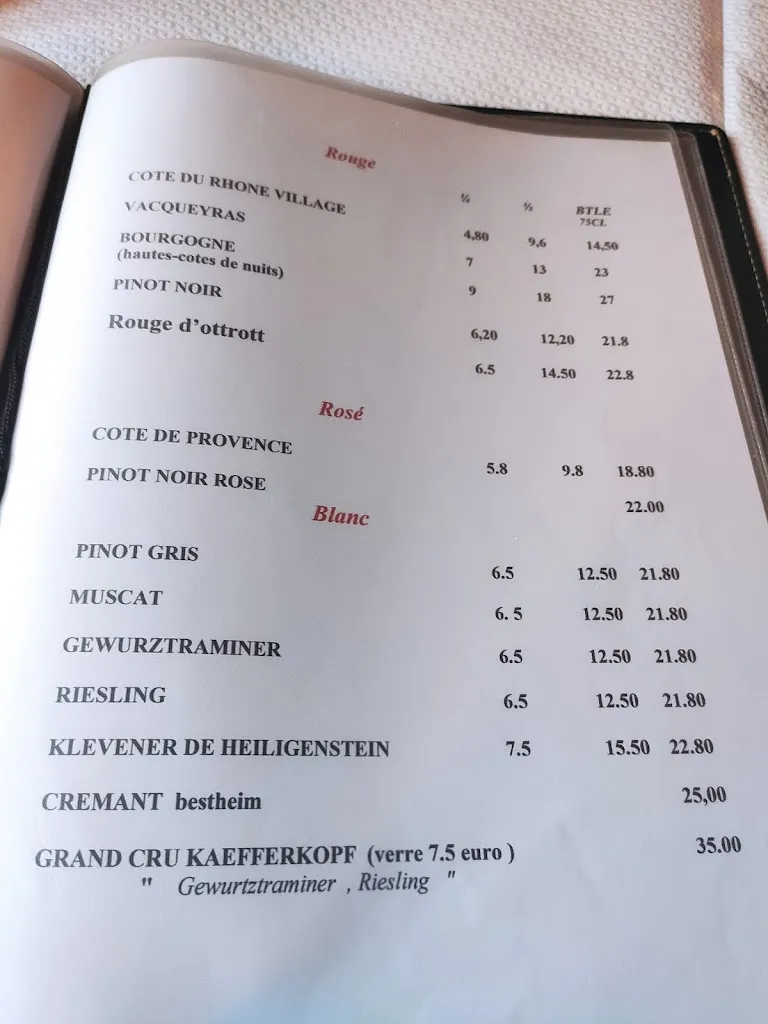 Rouge
¼ ½ BTLE
75CL
COTE DU RHONE VILLAGE 4,80 9,6 14,50
VACQUEYRAS 7 13 23
BOURGOGNE 9 18 27
(hautes-cotes de nuits)
PINOT NOIR 6,20 12,20 21.8
Rouge d'ottrott 6.5 14.50 22.8
Rosé
COTE DE PROVENCE 5.8 9.8 18.80
PINOT NOIR ROSE 22.00
Blanc
PINOT GRIS 6.5 12.50 21.80
MUSCAT 6. 5 12.50 21.80
GEWURZTRAMINER 6.5 12.50 21.80
RIESLING 6.5 12.50 21.80
KLEVENER DE HEILIGENSTEIN 7.5 15.50 22.80
CREMANT bestheim 25,00
GRAND CRU KAEFFERKOPF (verre 7.5 euro ) 35.00
" Gewurtztraminer , Riesling "